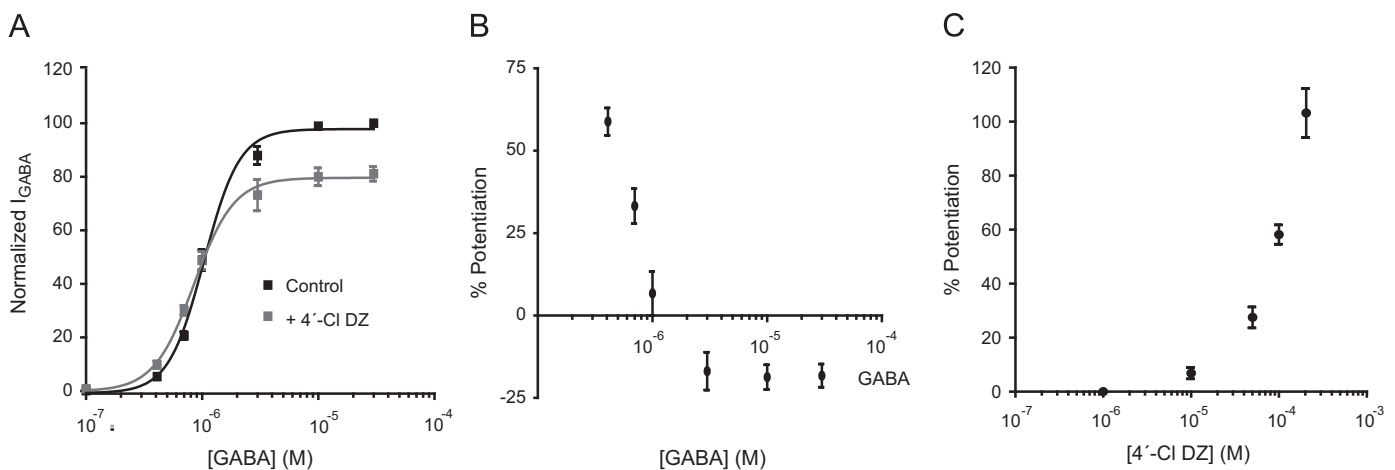 A
Normalized I_GABA
120
100
80
60
40
20
0
10⁻⁷
10⁻⁶
10⁻⁵
10⁻⁴
[GABA] (M)
Control
+ 4´-Cl DZ
B
% Potentiation
75
50
25
0
-25
10⁻⁶
10⁻⁵
10⁻⁴
GABA
[GABA] (M)
C
% Potentiation
120
100
80
60
40
20
0
10⁻⁷
10⁻⁶
10⁻⁵
10⁻⁴
10⁻³
[4´-Cl DZ] (M)